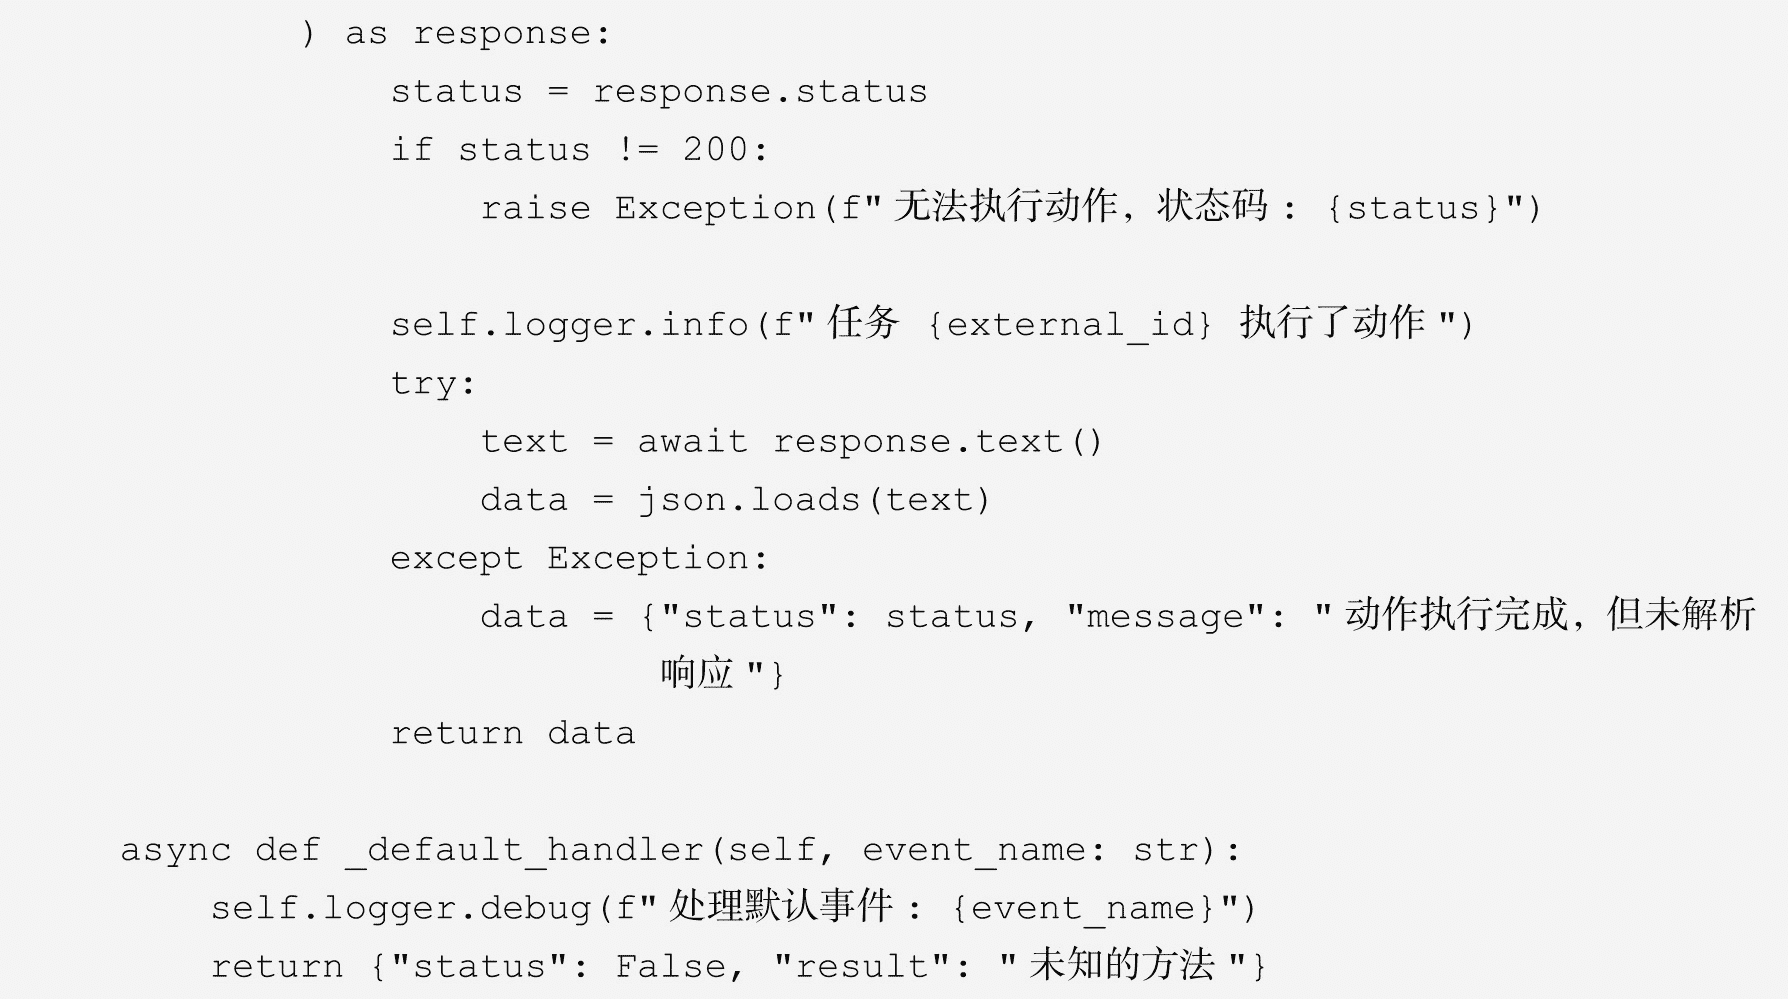 ) as response:
status = response.status
if status != 200:
raise Exception(f"无法执行动作，状态码: {status}")
self.logger.info(f"任务 {external_id} 执行了动作")
try:
text = await response.text()
data = json.loads(text)
except Exception:
data = {"status": status, "message": "动作执行完成，但未解析
响应"}
return data
async def _default_handler(self, event_name: str):
self.logger.debug(f"处理默认事件: {event_name}")
return {"status": False, "result": "未知的方法"}